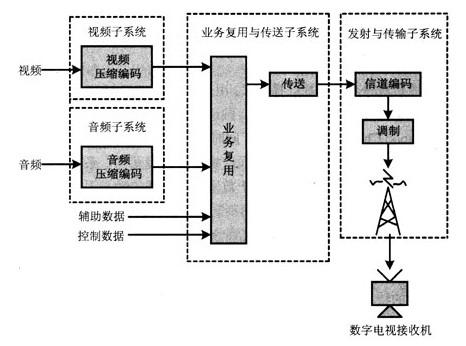 视频子系统
业务复用与传送子系统
发射与传输子系统
视频
视频
压缩编码
传送
信道编码
音频子系统
业务复用
调制
音频
音频
压缩编码
辅助数据
控制数据
数字电视接收机